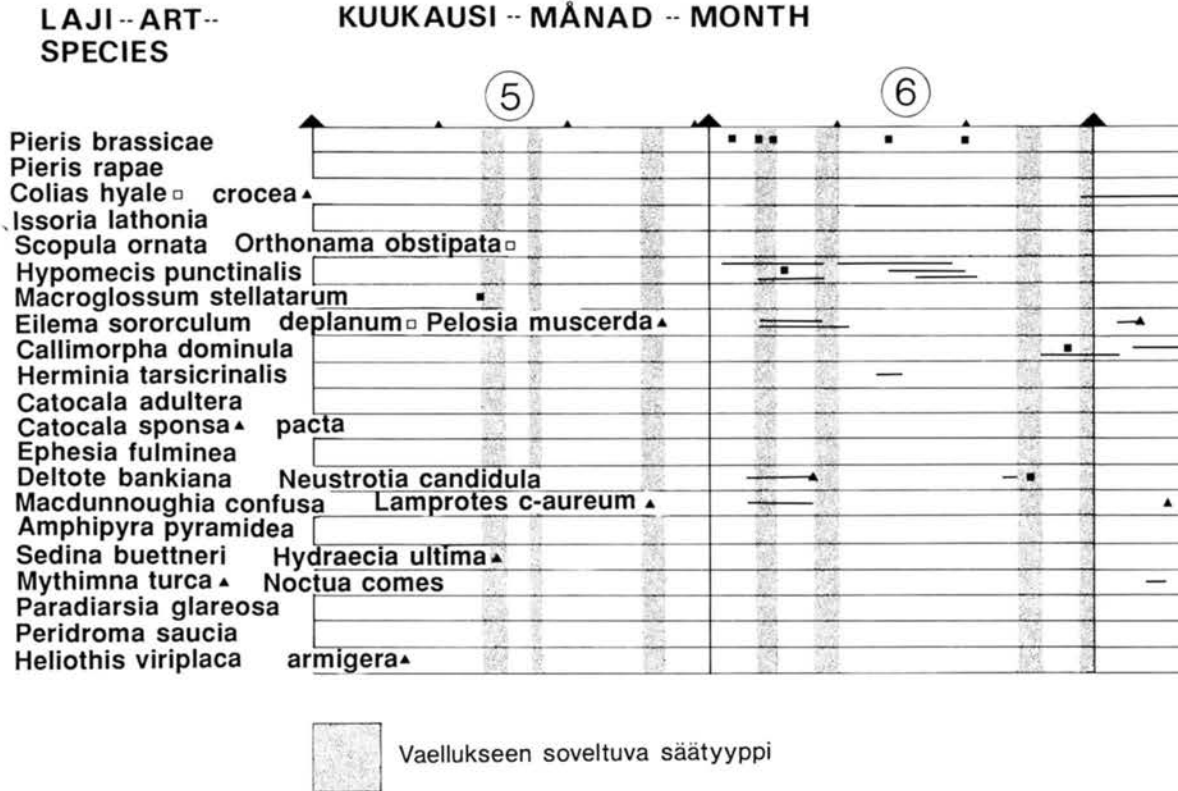 LAJI -- ART -- KUUKAUSI -- MÅNAD -- MONTH
SPECIES
5 6
Pieris brassicae
Pieris rapae
Colias hyale □ crocea ▲
Issoria lathonia
Scopula ornata Orthonama obstipata □
Hypomecis punctinalis
Macroglossum stellatarum
Eilema sororculum deplanum □ Pelosia muscerda ▲
Callimorpha dominula
Herminia tarsicrinalis
Catocala adultera
Catocala sponsa ▲ pacta
Ephesia fulminea
Deltote bankiana Neustrotia candidula
Macdunnoughia confusa Lamprotes c-aureum ▲
Amphipyra pyramidea
Sedina buettneri Hydraecia ultima ▲
Mythimna turca ▲ Noctua comes
Paradiarsia glareosa
Peridroma saucia
Heliothis viriplaca armigera ▲
Vaellukseen soveltuva säätyyppi